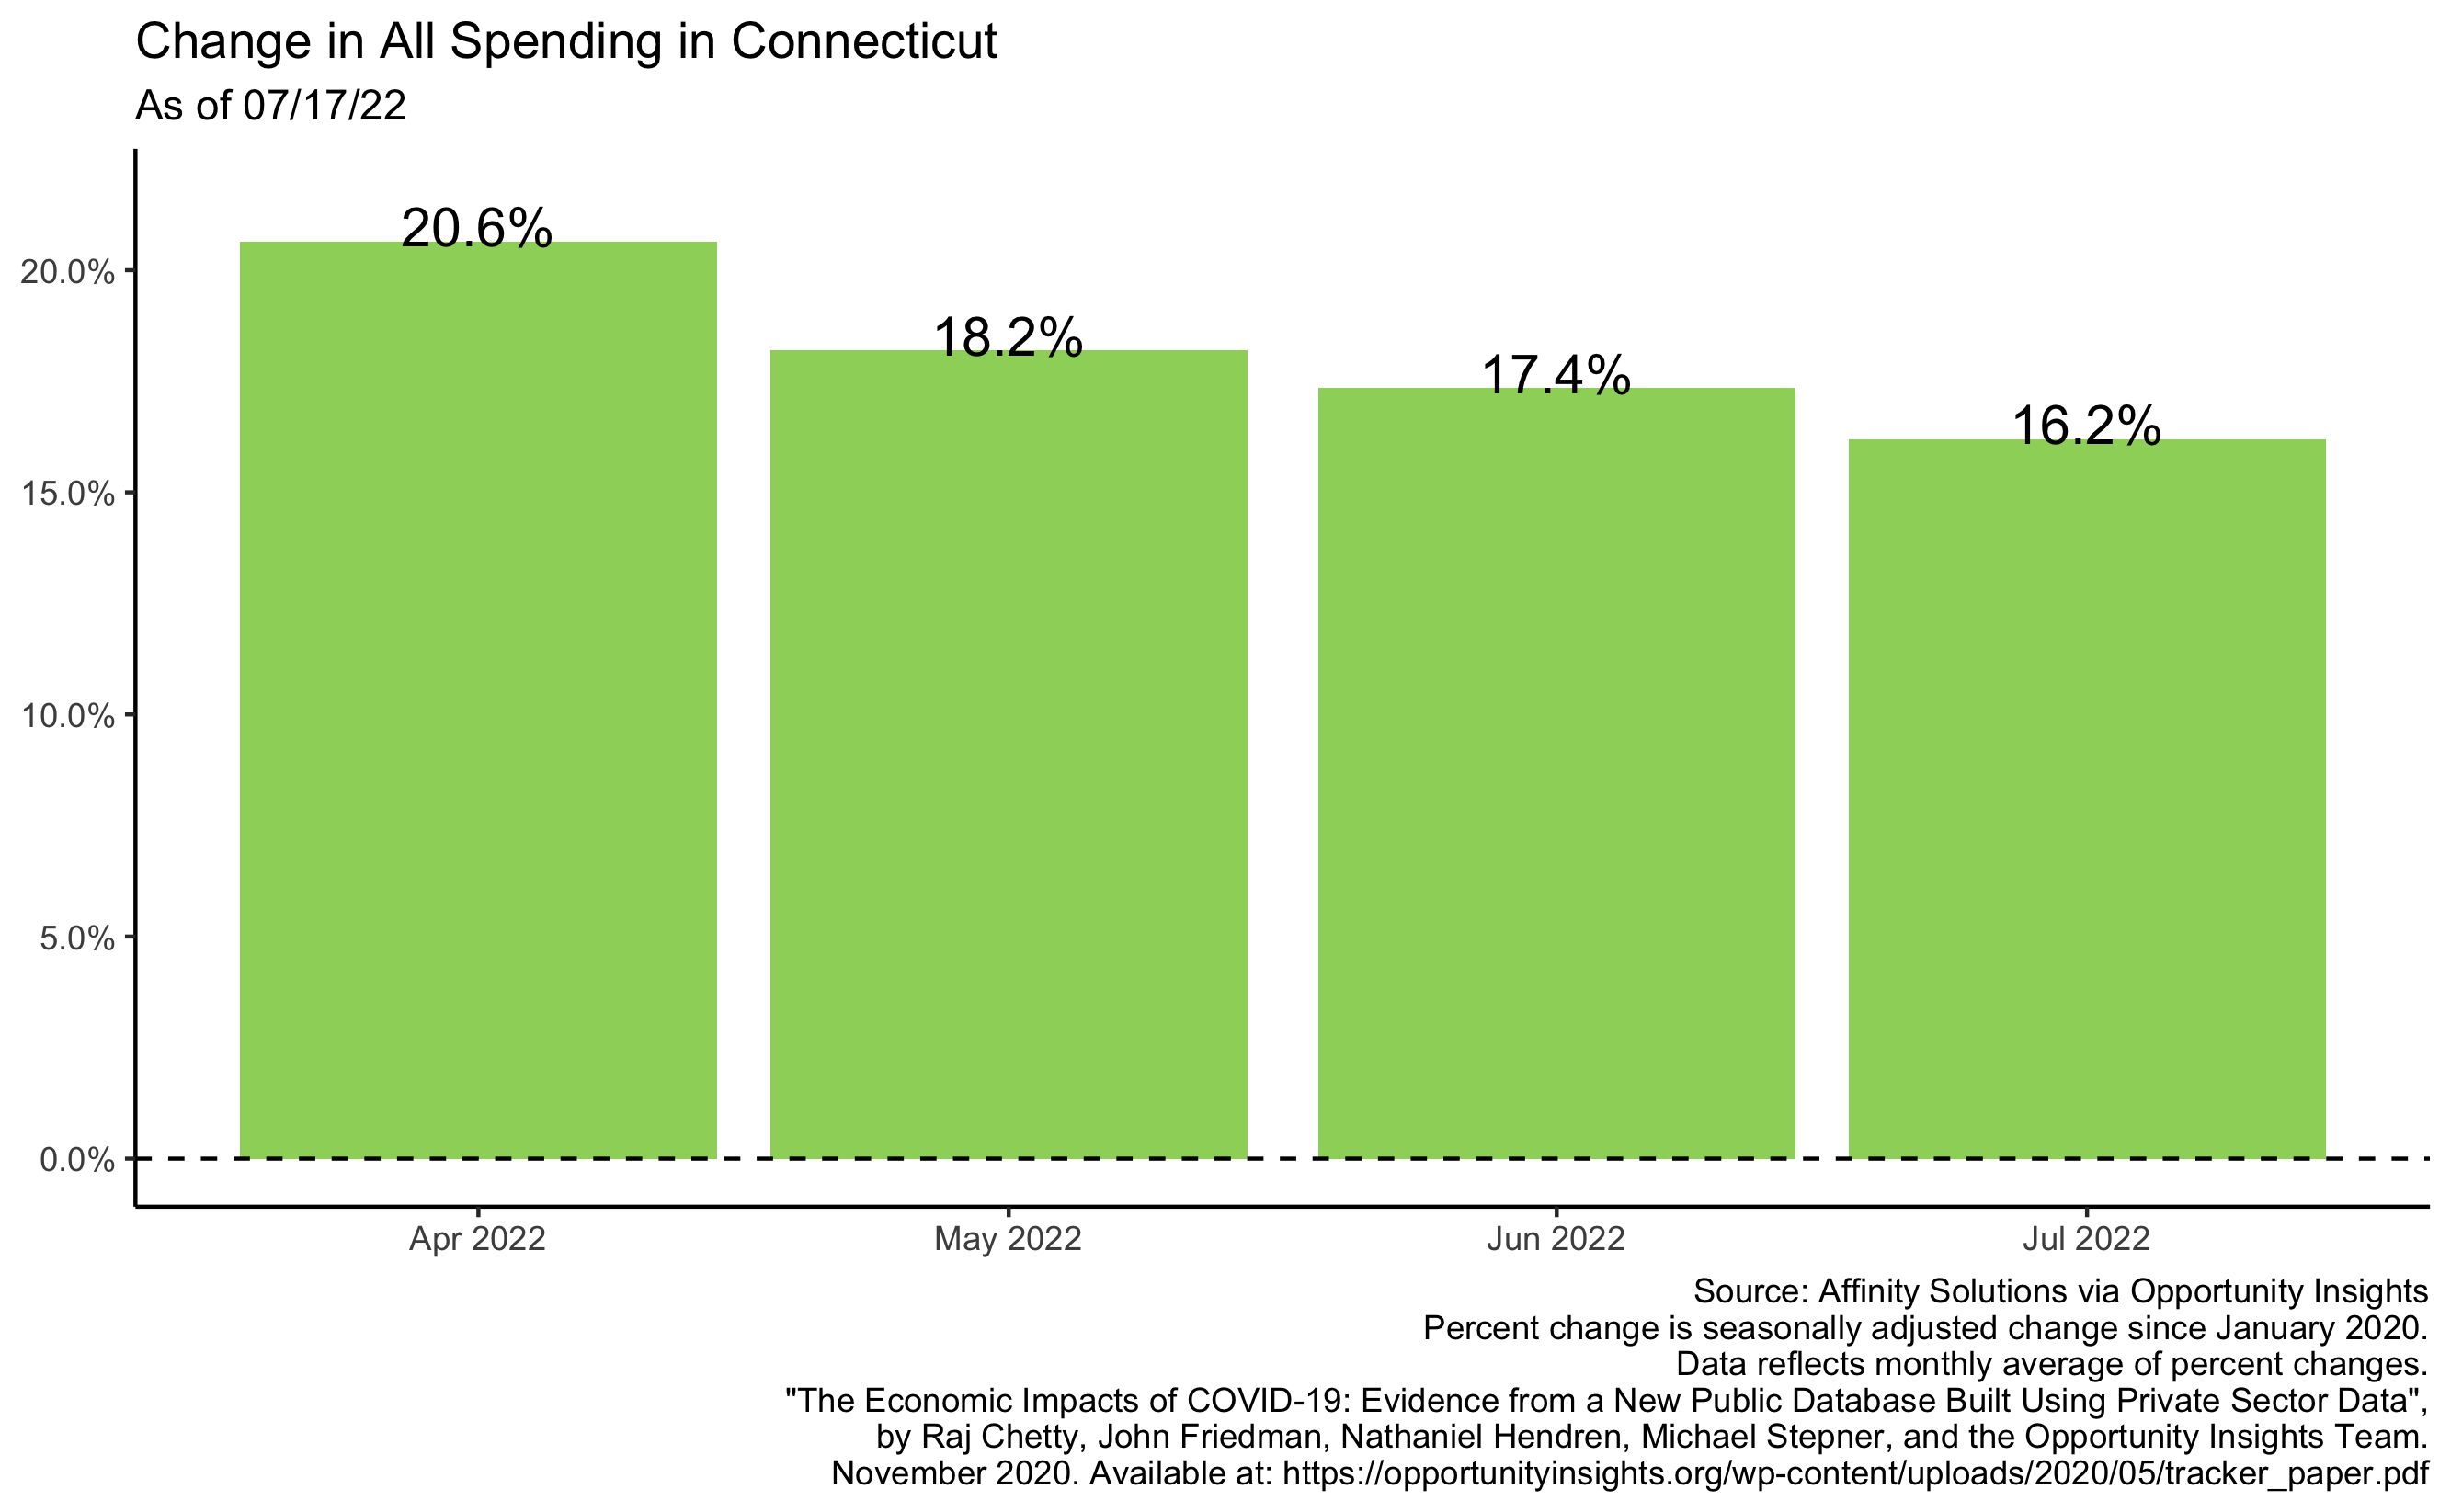 Change in All Spending in Connecticut
As of 07/17/22
20.6%
18.2%
17.4%
16.2%
20.0%
15.0%
10.0%
5.0%
0.0%
Apr 2022
May 2022
Jun 2022
Jul 2022
Source: Affinity Solutions via Opportunity Insights
Percent change is seasonally adjusted change since January 2020.
Data reflects monthly average of percent changes.
"The Economic Impacts of COVID-19: Evidence from a New Public Database Built Using Private Sector Data",
by Raj Chetty, John Friedman, Nathaniel Hendren, Michael Stepner, and the Opportunity Insights Team.
November 2020. Available at: https://opportunityinsights.org/wp-content/uploads/2020/05/tracker_paper.pdf